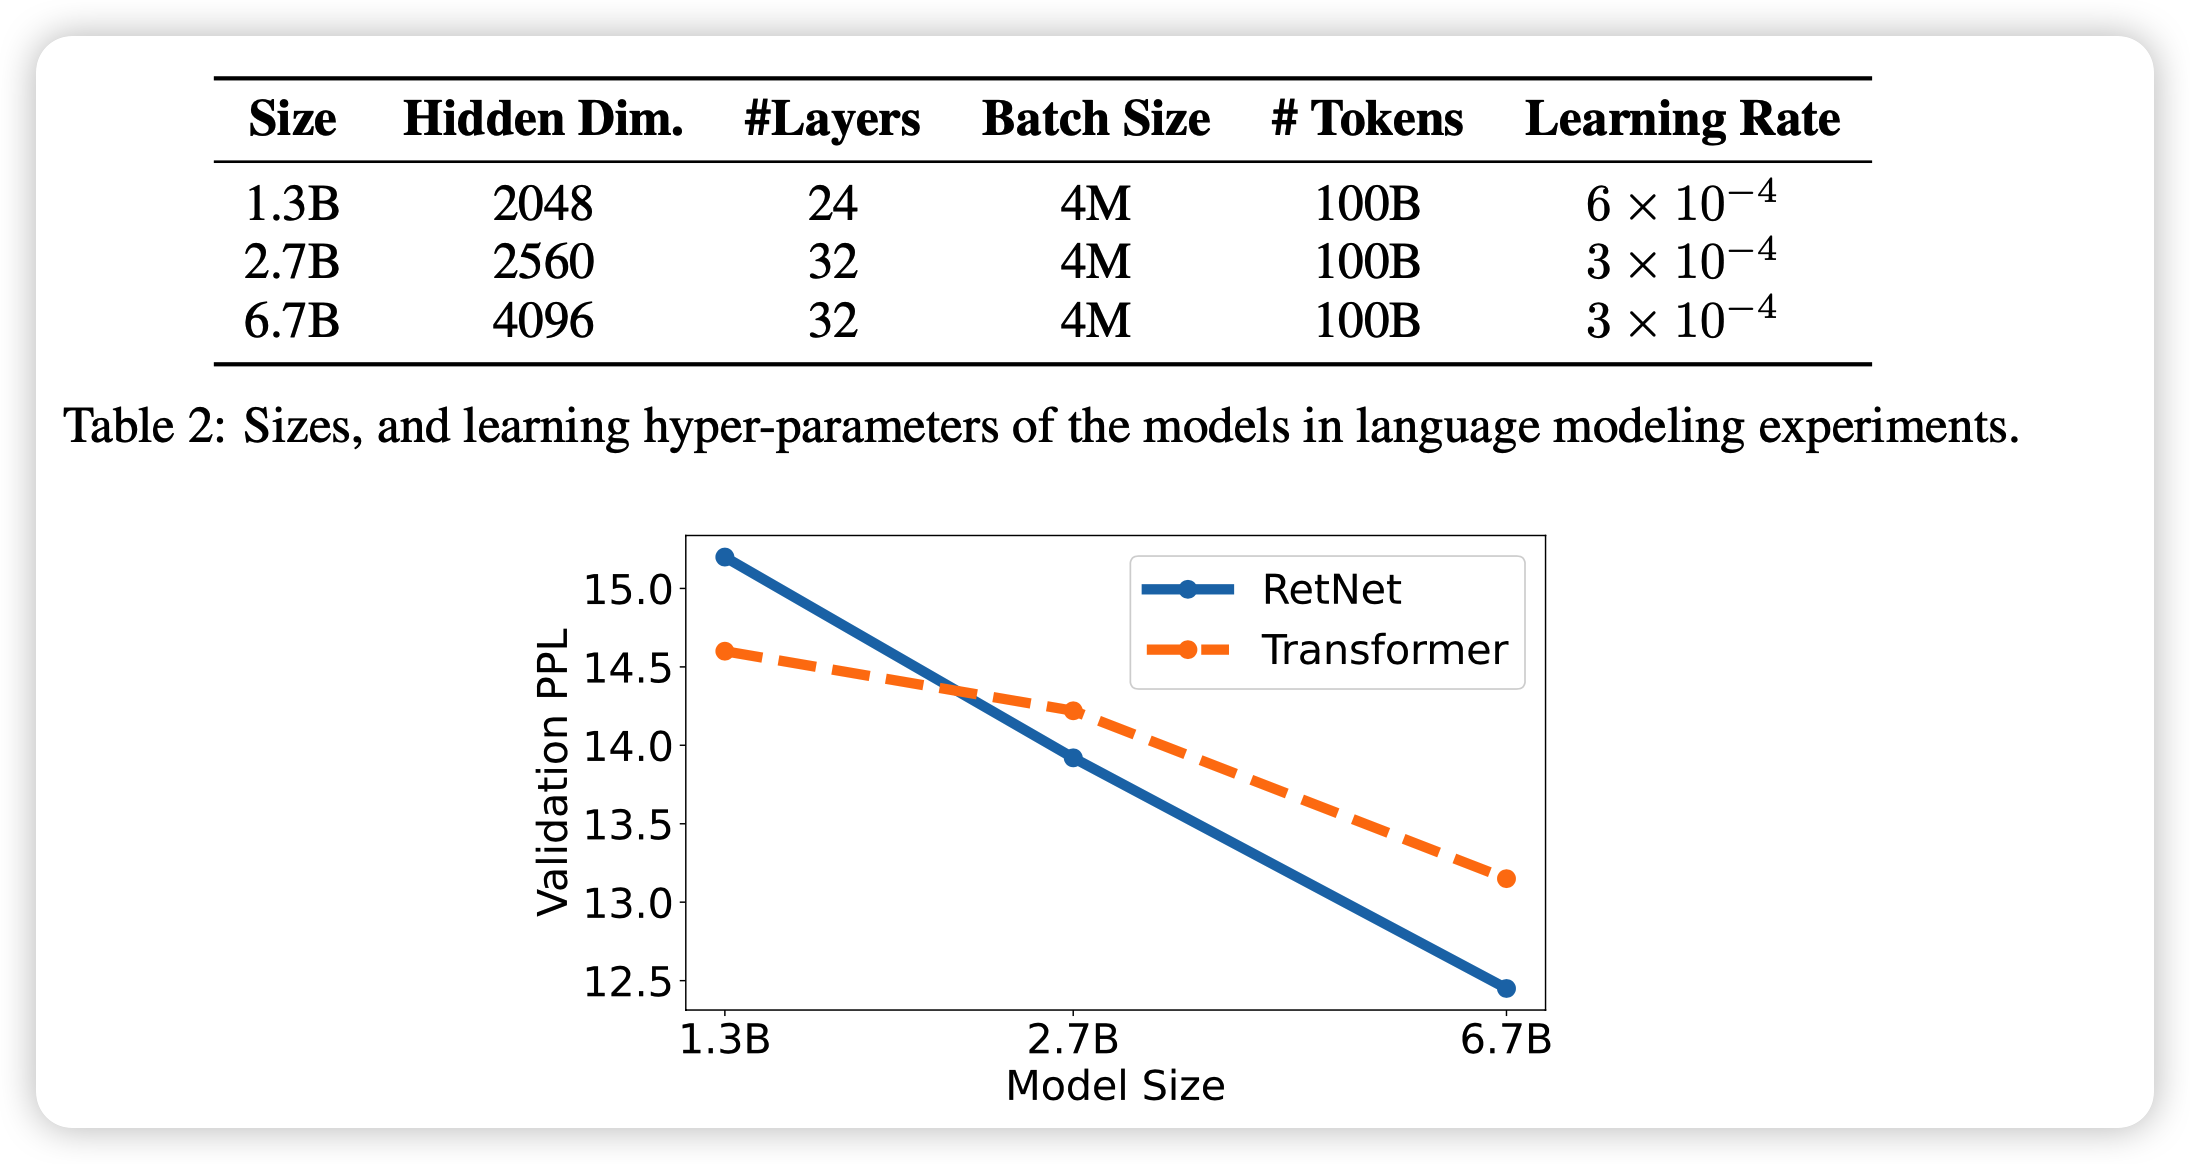 Size Hidden Dim. #Layers Batch Size # Tokens Learning Rate
1.3B 2048 24 4M 100B 6 × 10⁻⁴
2.7B 2560 32 4M 100B 3 × 10⁻⁴
6.7B 4096 32 4M 100B 3 × 10⁻⁴
Table 2: Sizes, and learning hyper-parameters of the models in language modeling experiments.
Validation PPL
15.0
14.5
14.0
13.5
13.0
12.5
RetNet
Transformer
1.3B 2.7B 6.7B
Model Size